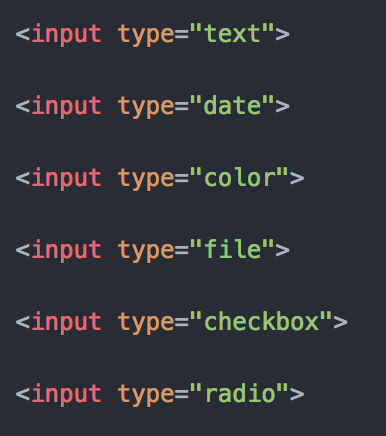 <input type="text">
<input type="date">
<input type="color">
<input type="file">
<input type="checkbox">
<input type="radio">